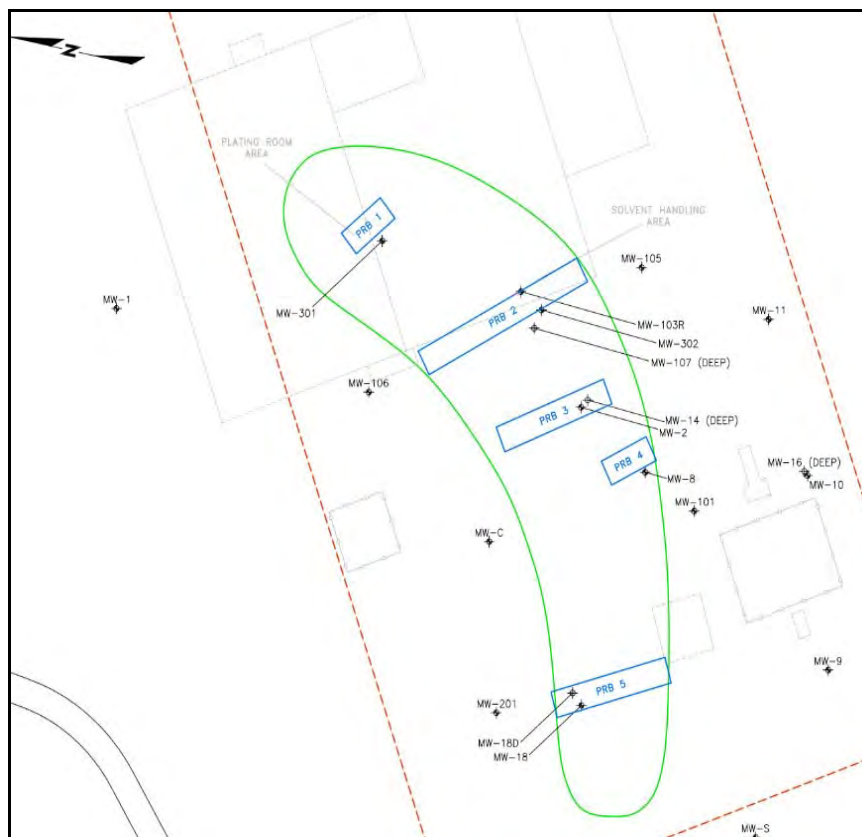 N
PLATING ROOM
AREA
PRB 1
SOLVENT HANDLING
AREA
MW-105
MW-1
MW-301
PRB 2
MW-103R
MW-11
MW-302
MW-107 (DEEP)
MW-106
PRB 3
MW-14 (DEEP)
MW-2
PRB 4
MW-16 (DEEP)
MW-8
MW-10
MW-101
MW-C
MW-9
PRB 5
MW-201
MW-18D
MW-18
MW-S